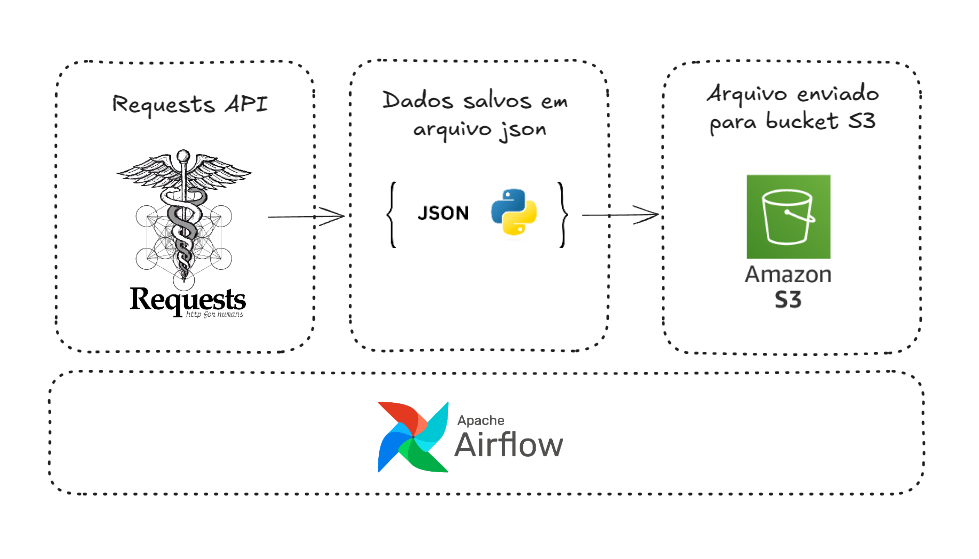 Requests API
Requests
http for humans
Dados salvos em
arquivo json
{ JSON }
Arquivo enviado
para bucket S3
Amazon
S3
Apache
Airflow